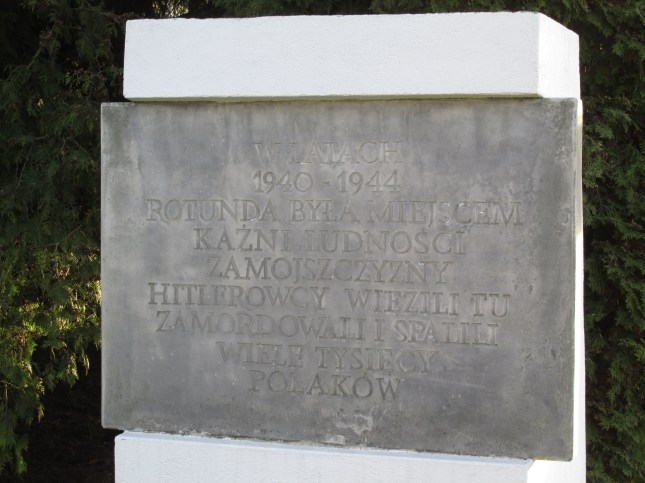 W LATACH
1940-1944
ROTUNDA BYŁA MIEJSCEM
KAŹNI LUDNOŚCI
ZAMOJSZCZYZNY
HITLEROWCY WIĘZILI TU
ZAMORDOWALI I SPALILI
WIELE TYSIĘCY
POLAKÓW